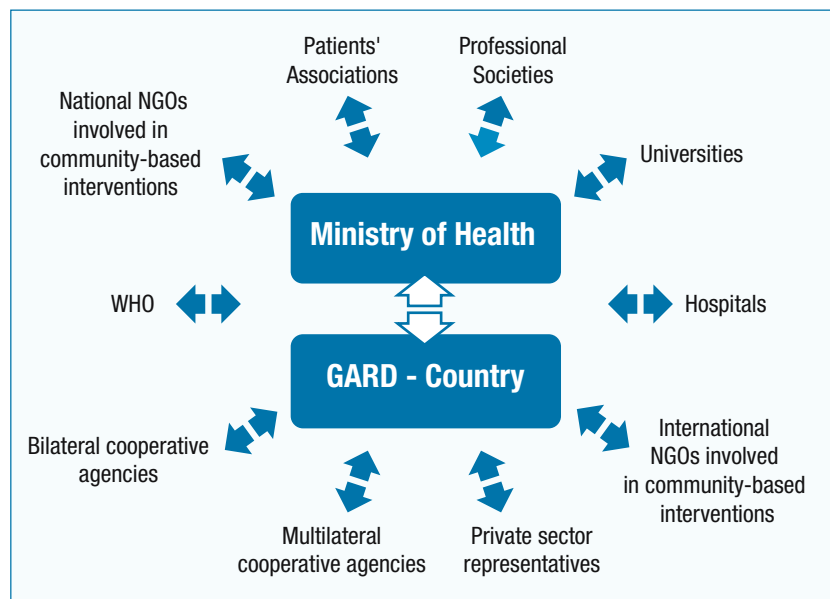 Patients'
Associations
Professional
Societies
National NGOs
involved in
community-based
interventions
Universities
Ministry of Health
WHO
Hospitals
GARD - Country
Bilateral cooperative
agencies
International
NGOs involved
in community-based
interventions
Multilateral
cooperative agencies
Private sector
representatives